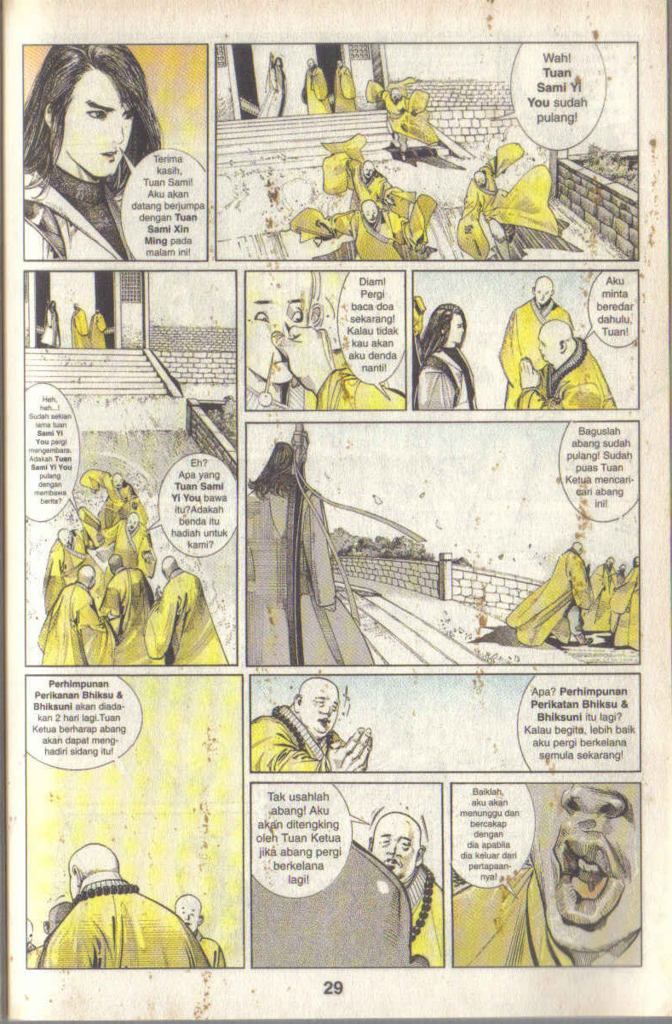 Terima
kasih,
Tuan Sami!
Aku akan
datang berjumpa
dengan Tuan
Sami Xin
Ming pada
malam ini!
Wah!
Tuan
Sami Yi
You sudah
pulang!
Heh,
heh...!
Sudah sekian
lama tuan
Sami Yi
You pergi
mengembara.
Adakah Tuan
Sami Yi You
pulang
dengan
membawa
berita?
Eh?
Apa yang
Tuan Sami
Yi You bawa
itu?Adakah
benda itu
hadiah untuk
kami?
Diam!
Pergi
baca doa
sekarang!
Kalau tidak
kau akan
aku denda
nanti!
Aku
minta
beredar
dahulu,
Tuan!
Baguslah
abang sudah
pulang! Sudah
puas Tuan
Ketua mencari-
cari abang
ini!
Perhimpunan
Perikanan Bhiksu &
Bhiksuni akan diada-
kan 2 hari lagi.Tuan
Ketua berharap abang
akan dapat meng-
hadiri sidang itu!
Apa? Perhimpunan
Perikatan Bhiksu &
Bhiksuni itu lagi?
Kalau begita, lebih baik
aku pergi berkelana
semula sekarang!
Tak usahlah
abang! Aku
akan ditengking
oleh Tuan Ketua
jika abang pergi
berkelana
lagi!
Baiklah,
aku akan
menunggu dan
bercakap
dengan
dia apabila
dia keluar dari
pertapaan-
nya!
29